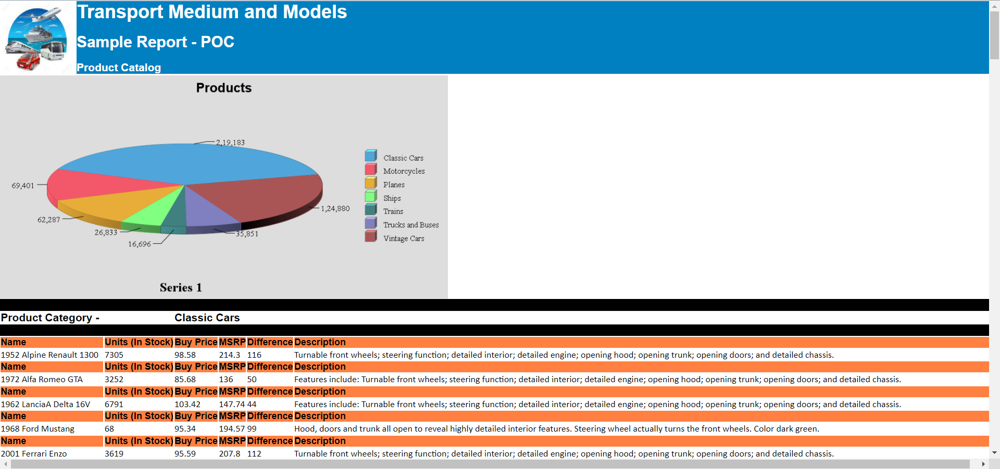 Transport Medium and Models
Sample Report - POC
Product Catalog
Products
2,19,183
69,401
62,287
26,833
16,696
35,851
1,24,880
Classic Cars
Motorcycles
Planes
Ships
Trains
Trucks and Buses
Vintage Cars
Series 1
Product Category - Classic Cars
Name Units (In Stock) Buy Price MSRP Difference Description
1952 Alpine Renault 1300 7305 98.58 214.3 116 Turnable front wheels; steering function; detailed interior; detailed engine; opening hood; opening trunk; opening doors; and detailed chassis.
Name Units (In Stock) Buy Price MSRP Difference Description
1972 Alfa Romeo GTA 3252 85.68 136 50 Features include: Turnable front wheels; steering function; detailed interior; detailed engine; opening hood; opening trunk; opening doors; and detailed chassis.
Name Units (In Stock) Buy Price MSRP Difference Description
1962 LanciaA Delta 16V 6791 103.42 147.74 44 Features include: Turnable front wheels; steering function; detailed interior; detailed engine; opening hood; opening trunk; opening doors; and detailed chassis.
Name Units (In Stock) Buy Price MSRP Difference Description
1968 Ford Mustang 68 95.34 194.57 99 Hood, doors and trunk all open to reveal highly detailed interior features. Steering wheel actually turns the front wheels. Color dark green.
Name Units (In Stock) Buy Price MSRP Difference Description
2001 Ferrari Enzo 3619 95.59 207.8 112 Turnable front wheels; steering function; detailed interior; detailed engine; opening hood; opening trunk; opening doors; and detailed chassis.